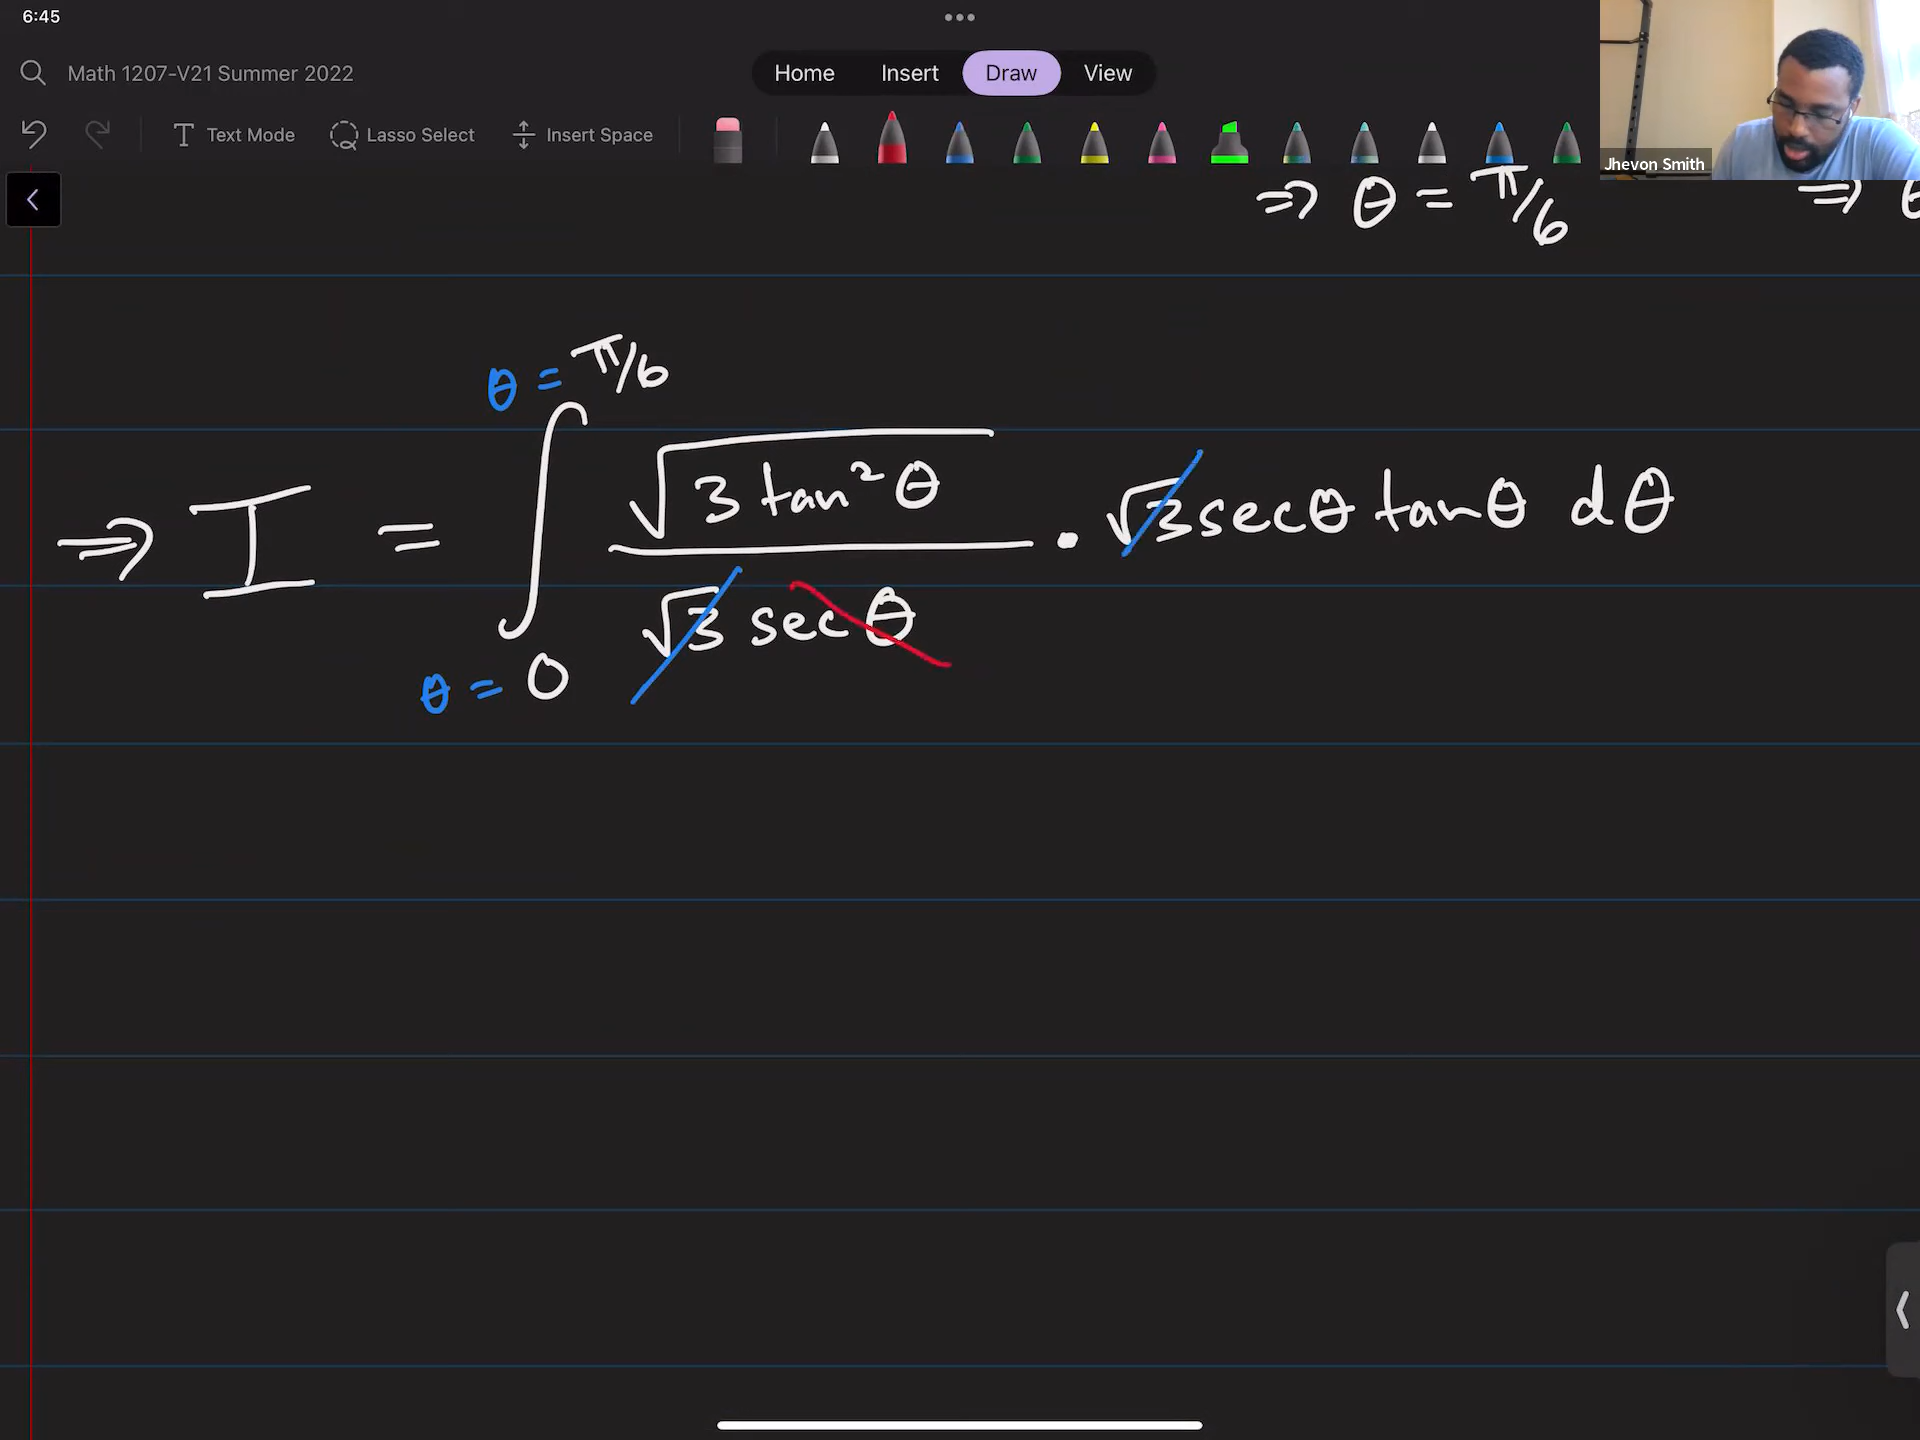 6:45
Math 1207-V21 Summer 2022
Home Insert Draw View
Text Mode Lasso Select Insert Space
Jhevon Smith
⇒ θ = π/6 ⇒
θ = π/6
⇒ I = ∫ √(3 tan²θ) / (√3 sec θ) · √3 secθ tanθ dθ
θ = 0